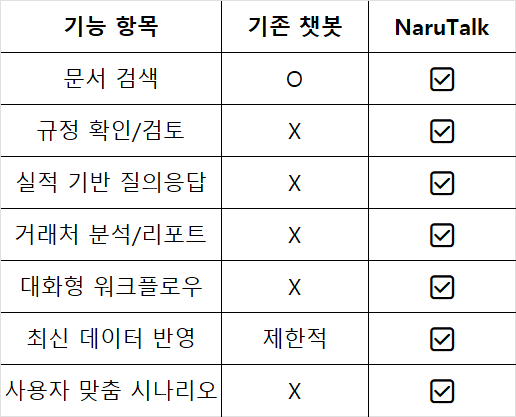 기능 항목 기존 챗봇 NaruTalk
문서 검색 O ☑
규정 확인/검토 X ☑
실적 기반 질의응답 X ☑
거래처 분석/리포트 X ☑
대화형 워크플로우 X ☑
최신 데이터 반영 제한적 ☑
사용자 맞춤 시나리오 X ☑